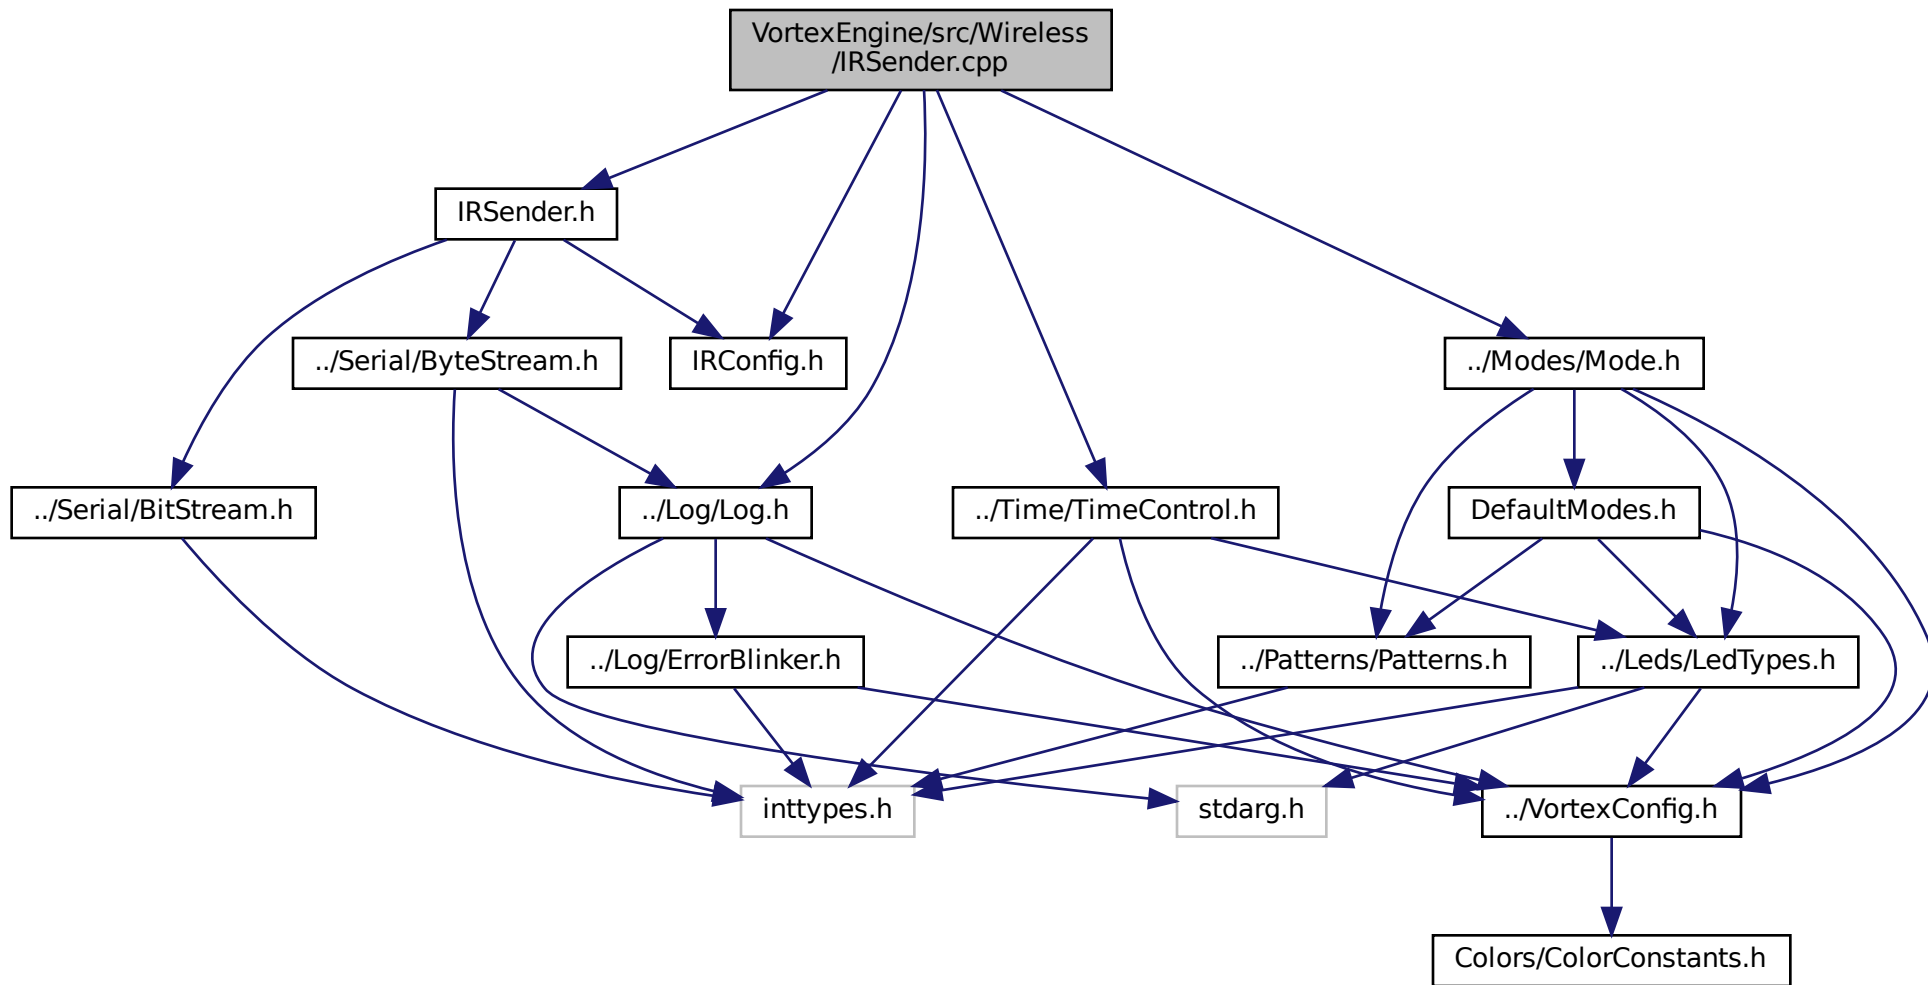 VortexEngine/src/Wireless
/IRSender.cpp
IRSender.h
../Serial/ByteStream.h
IRConfig.h
../Modes/Mode.h
../Serial/BitStream.h
../Log/Log.h
../Time/TimeControl.h
DefaultModes.h
../Log/ErrorBlinker.h
../Patterns/Patterns.h
../Leds/LedTypes.h
inttypes.h
stdarg.h
../VortexConfig.h
Colors/ColorConstants.h